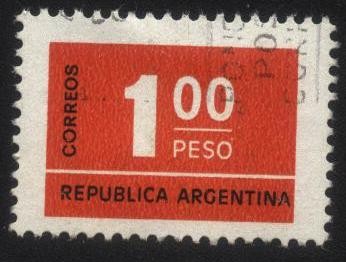 CORREOS
1 00
PESO
REPUBLICA ARGENTINA